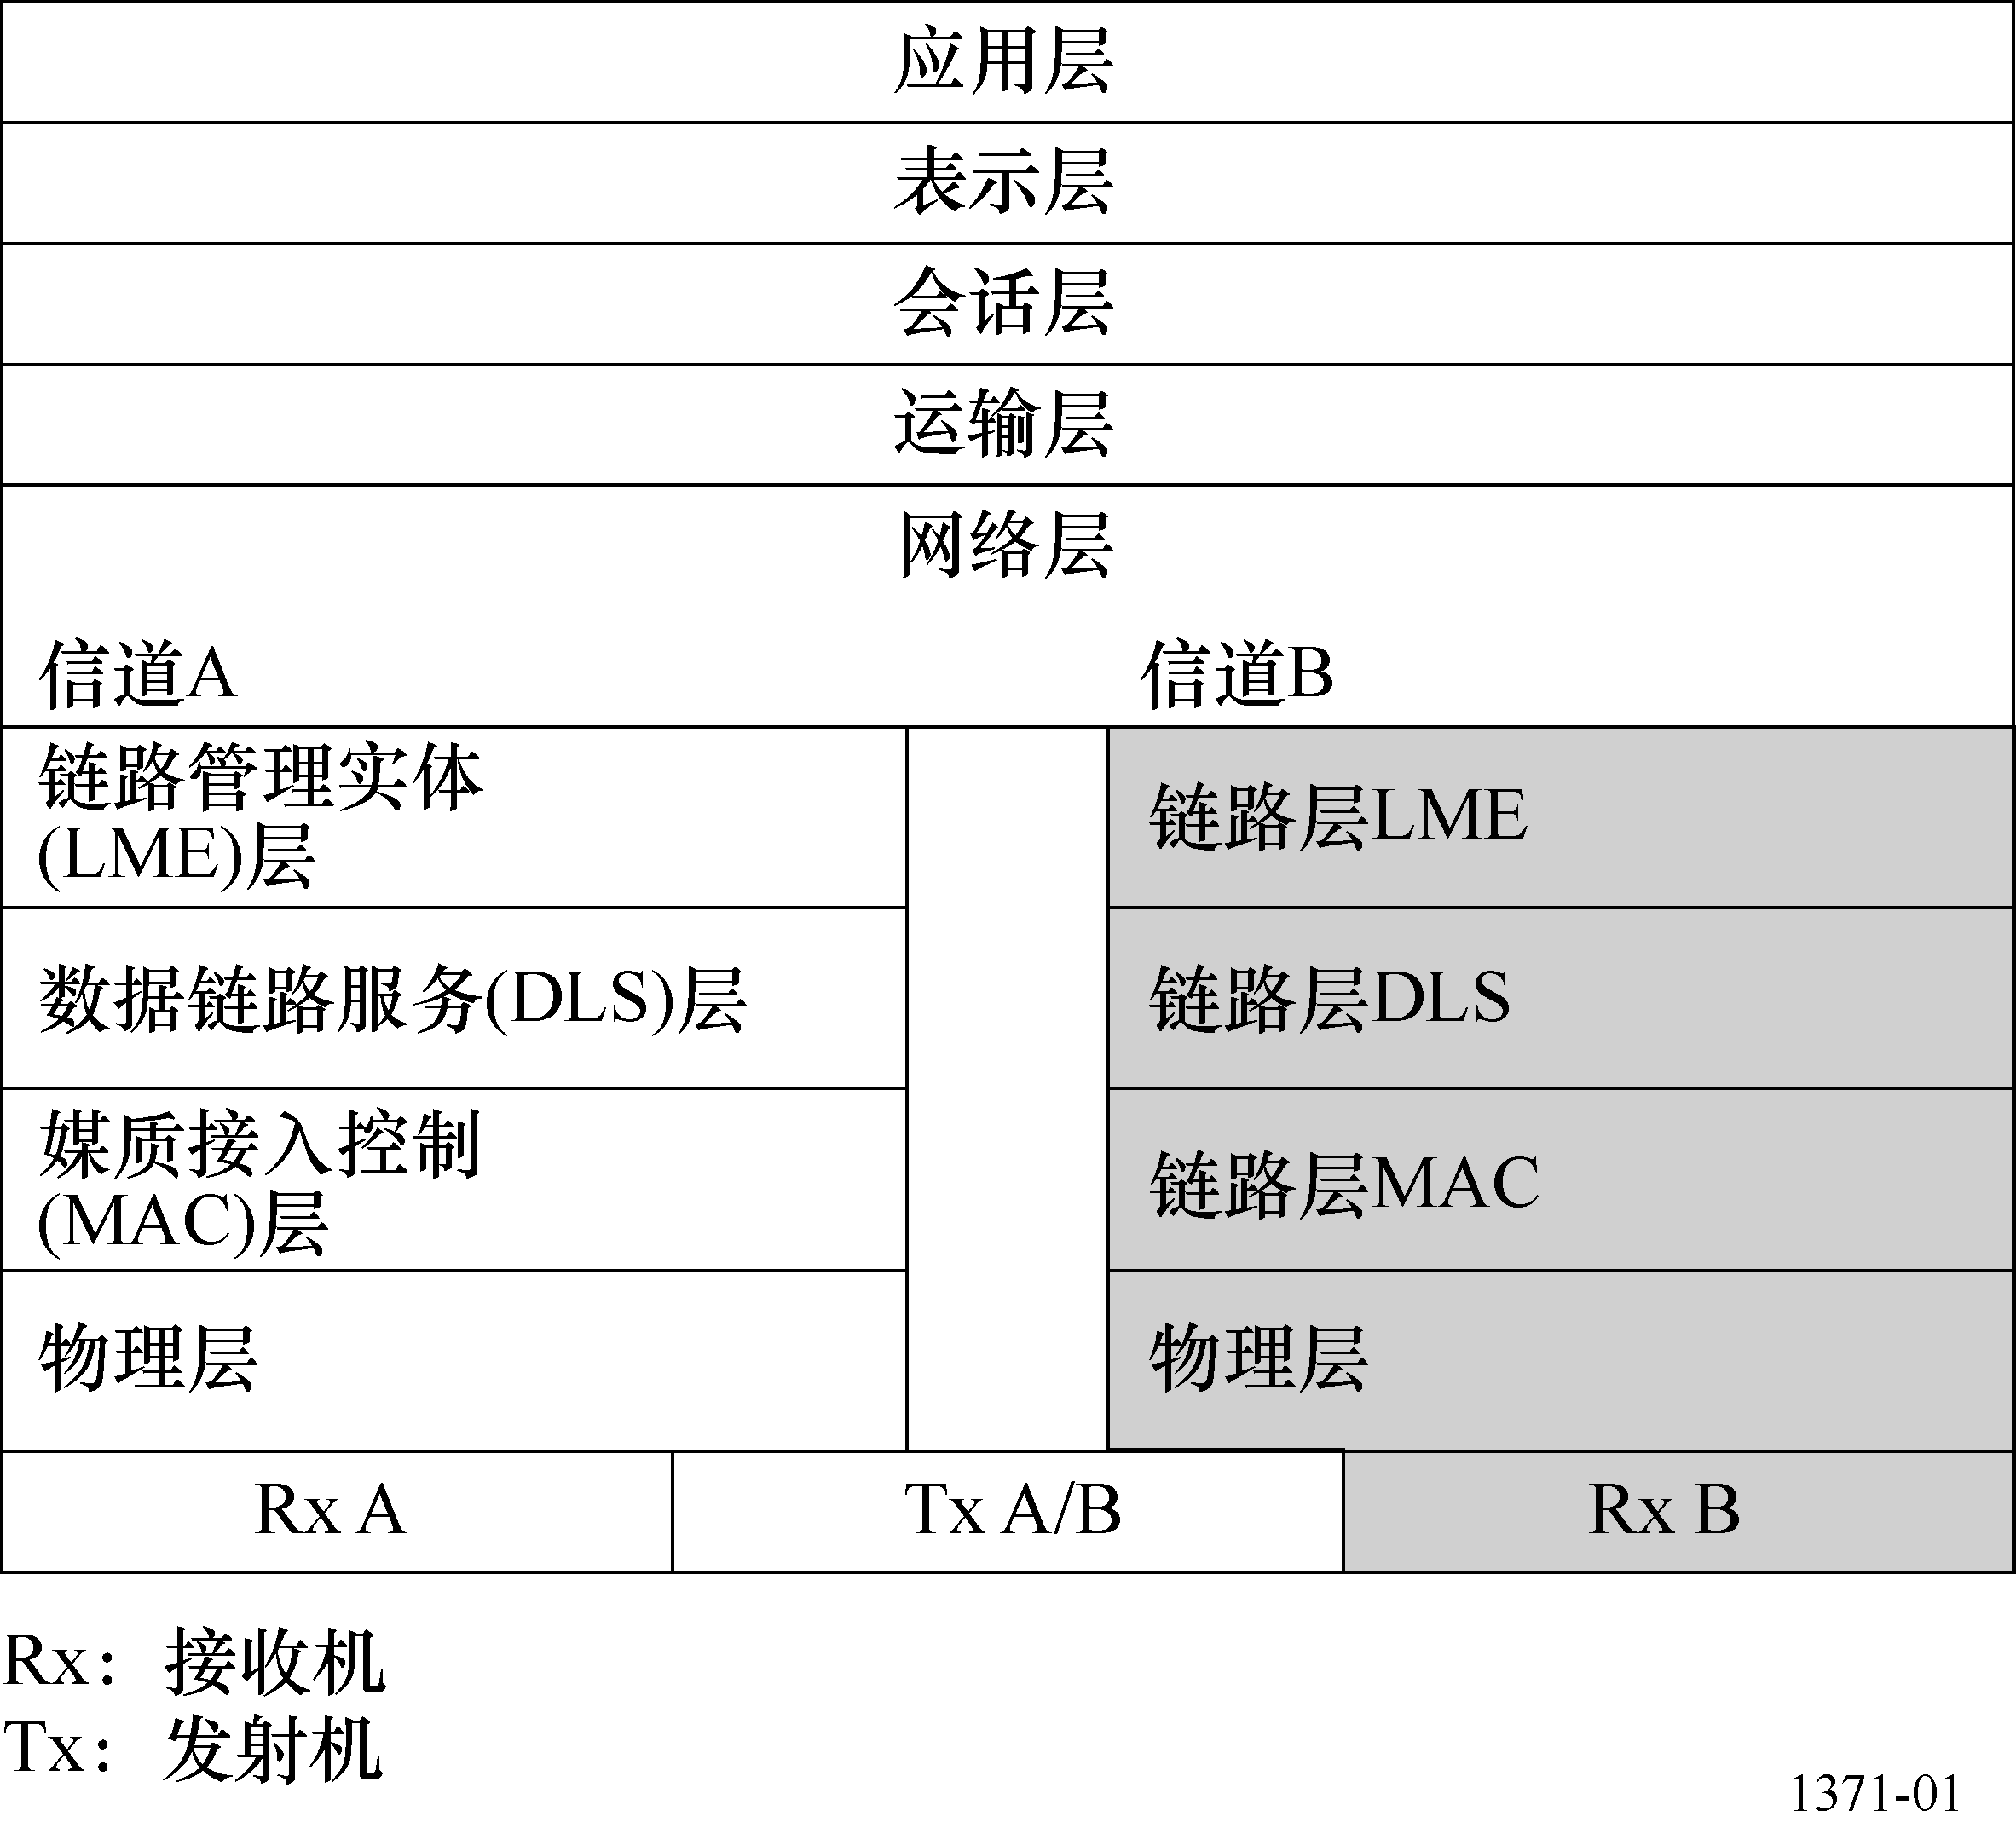 应用层
表示层
会话层
运输层
网络层
信道A
信道B
链路管理实体
(LME)层
链路层LME
数据链路服务(DLS)层
链路层DLS
媒质接入控制
(MAC)层
链路层MAC
物理层
物理层
Rx A
Tx A/B
Rx B
Rx：接收机
Tx：发射机
1371-01